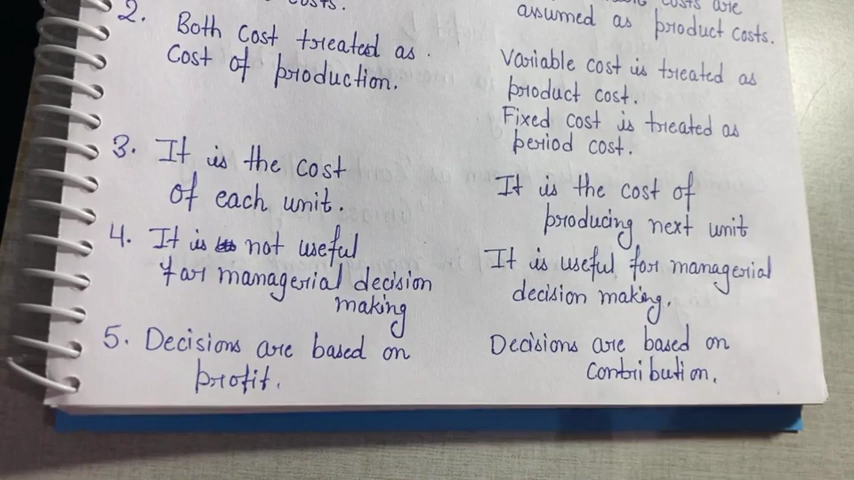 costs.
2. Both cost treated as
Cost of production.
3. It is the cost
of each unit.
4. It is not useful
for managerial decision
making
5. Decisions are based on
profit.
costs are
assumed as product costs.
Variable cost is treated as
product cost.
Fixed cost is treated as
period cost.
It is the cost of
producing next unit
It is useful for managerial
decision making.
Decisions are based on
contribution.